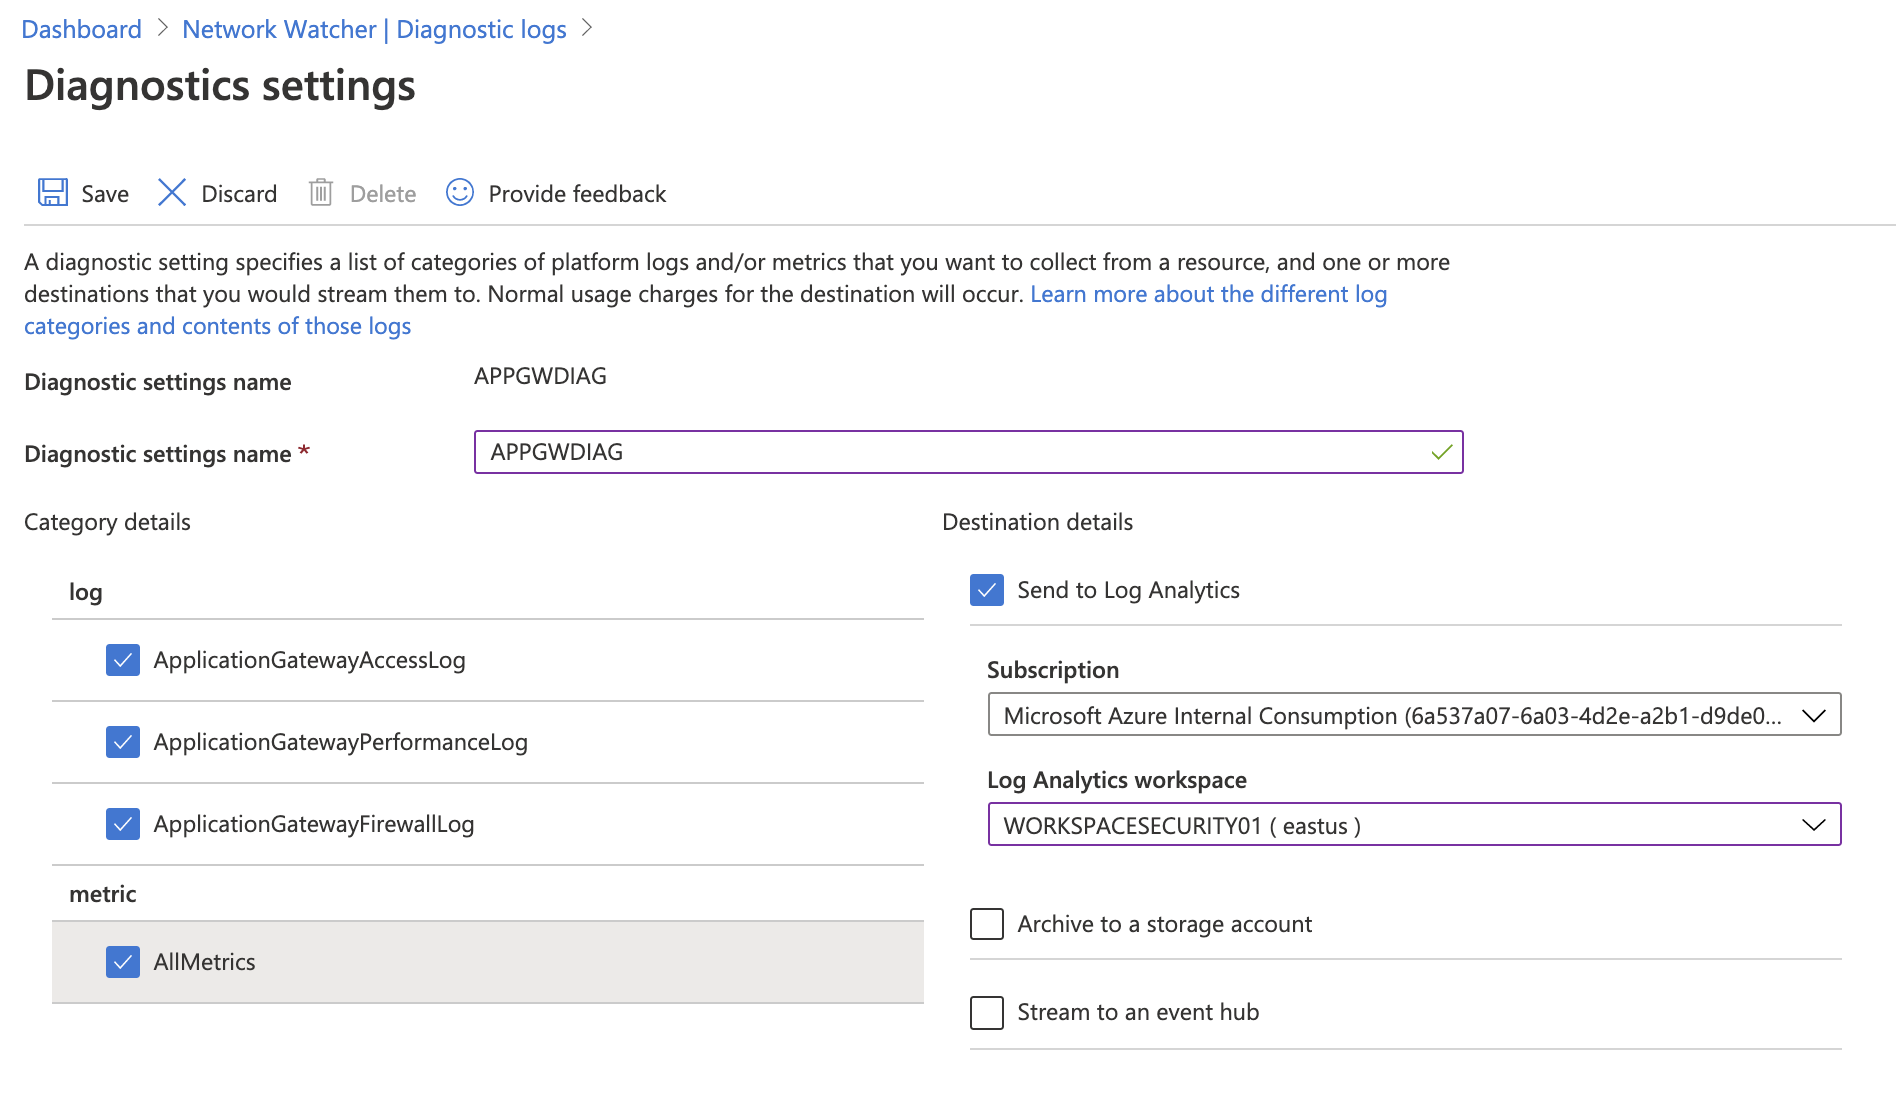 Dashboard > Network Watcher | Diagnostic logs >
Diagnostics settings
Save Discard Delete Provide feedback
A diagnostic setting specifies a list of categories of platform logs and/or metrics that you want to collect from a resource, and one or more
destinations that you would stream them to. Normal usage charges for the destination will occur. Learn more about the different log
categories and contents of those logs
Diagnostic settings name APPGWDIAG
Diagnostic settings name * APPGWDIAG
Category details
log
ApplicationGatewayAccessLog
ApplicationGatewayPerformanceLog
ApplicationGatewayFirewallLog
metric
AllMetrics
Destination details
Send to Log Analytics
Subscription
Microsoft Azure Internal Consumption (6a537a07-6a03-4d2e-a2b1-d9de0...
Log Analytics workspace
WORKSPACESECURITY01 ( eastus )
Archive to a storage account
Stream to an event hub